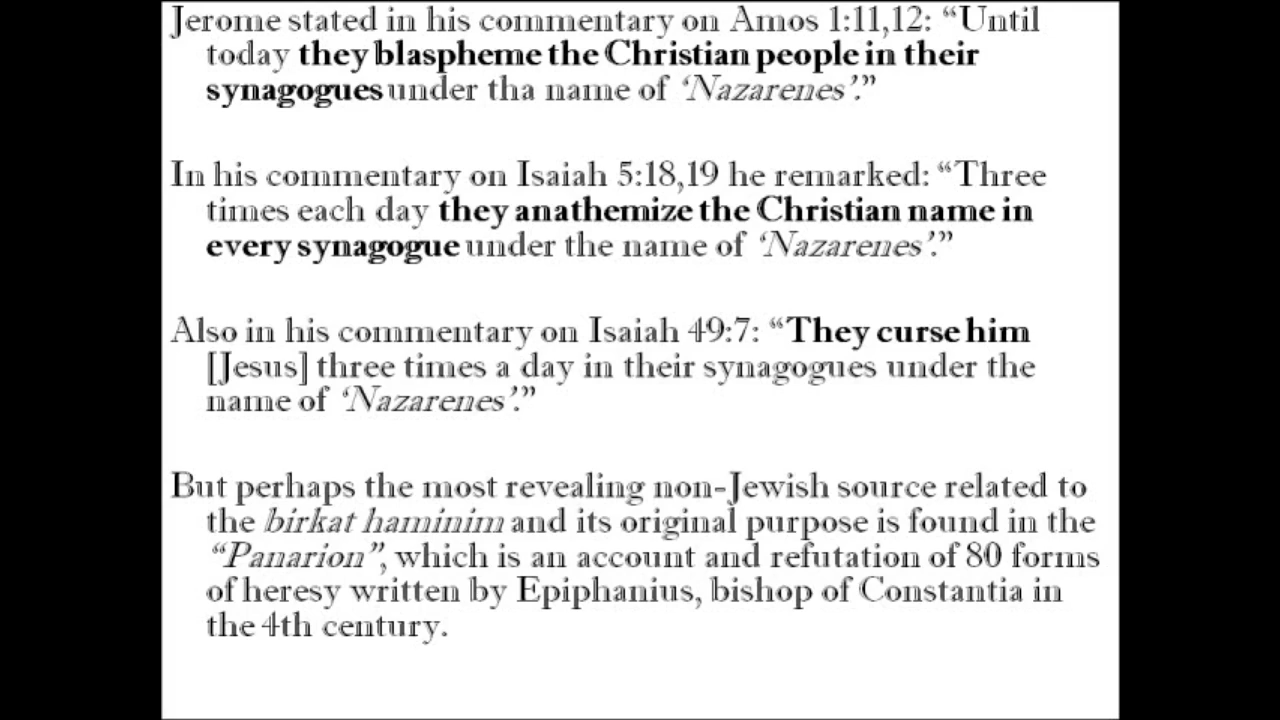 Jerome stated in his commentary on Amos 1:11,12: “Until
today they blaspheme the Christian people in their
synagogues under tha name of ‘Nazarenes’.”
In his commentary on Isaiah 5:18,19 he remarked: “Three
times each day they anathemize the Christian name in
every synagogue under the name of ‘Nazarenes’.”
Also in his commentary on Isaiah 49:7: “They curse him
[Jesus] three times a day in their synagogues under the
name of ‘Nazarenes’.”
But perhaps the most revealing non-Jewish source related to
the birkat haminim and its original purpose is found in the
“Panarion”, which is an account and refutation of 80 forms
of heresy written by Epiphanius, bishop of Constantia in
the 4th century.